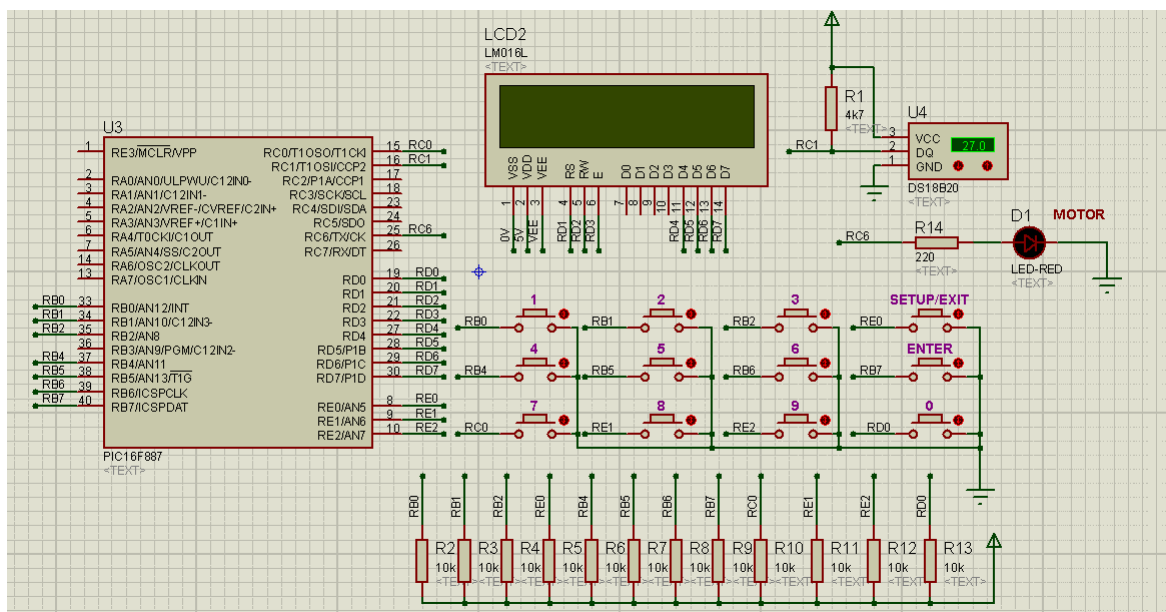 LCD2
LM016L
<TEXT>
VSS VDD VEE RS RW E D0 D1 D2 D3 D4 D5 D6 D7
1 2 3 4 5 6 7 8 9 10 11 12 13 14
0V 5V VEE RD1 RD2 RD3 RD4 RD5 RD6 RD7
U3
1 RE3/MCLR/VPP RC0/T1OSO/T1CKI 15 RC0
RC1/T1OSI/CCP2 16 RC1
2 RA0/AN0/ULPWU/C12IN0- RC2/P1A/CCP1 17
3 RA1/AN1/C12IN1- RC3/SCK/SCL 18
4 RA2/AN2/VREF-/CVREF/C2IN+ RC4/SDI/SDA 23
5 RA3/AN3/VREF+/C1IN+ RC5/SDO 24
6 RA4/T0CKI/C1OUT RC6/TX/CK 25 RC6
7 RA5/AN4/SS/C2OUT RC7/RX/DT 26
14 RA6/OSC2/CLKOUT
13 RA7/OSC1/CLKIN RD0 19 RD0
RD1 20 RD1
RB0 33 RB0/AN12/INT RD2 21 RD2
RB1 34 RB1/AN10/C12IN3- RD3 22 RD3
RB2 35 RB2/AN8 RD4 27 RD4
36 RB3/AN9/PGM/C12IN2- RD5/P1B 28 RD5
RB4 37 RB4/AN11 RD6/P1C 29 RD6
RB5 38 RB5/AN13/T1G RD7/P1D 30 RD7
RB6 39 RB6/ICSPCLK
RB7 40 RB7/ICSPDAT RE0/AN5 8 RE0
RE1/AN6 9 RE1
RE2/AN7 10 RE2
PIC16F887
<TEXT>
R1
4k7
<TEXT>
RC1
U4
3 VCC
2 DQ
1 GND
27.0
DS18B20
<TEXT>
RC6
R14
220
<TEXT>
D1 MOTOR
LED-RED
<TEXT>
1 2 3 SETUP/EXIT
RB0 RB1 RB2 RE0
4 5 6 ENTER
RB4 RB5 RB6 RB7
7 8 9 0
RC0 RE1 RE2 RD0
RB0 RB1 RB2 RE0 RB4 RB5 RB6 RB7 RC0 RE1 RE2 RD0
R2 R3 R4 R5 R6 R7 R8 R9 R10 R11 R12 R13
10k 10k 10k 10k 10k 10k 10k 10k 10k 10k 10k 10k
<TEXT> <TEXT> <TEXT> <TEXT> <TEXT> <TEXT> <TEXT> <TEXT> <TEXT> <TEXT> <TEXT> <TEXT>